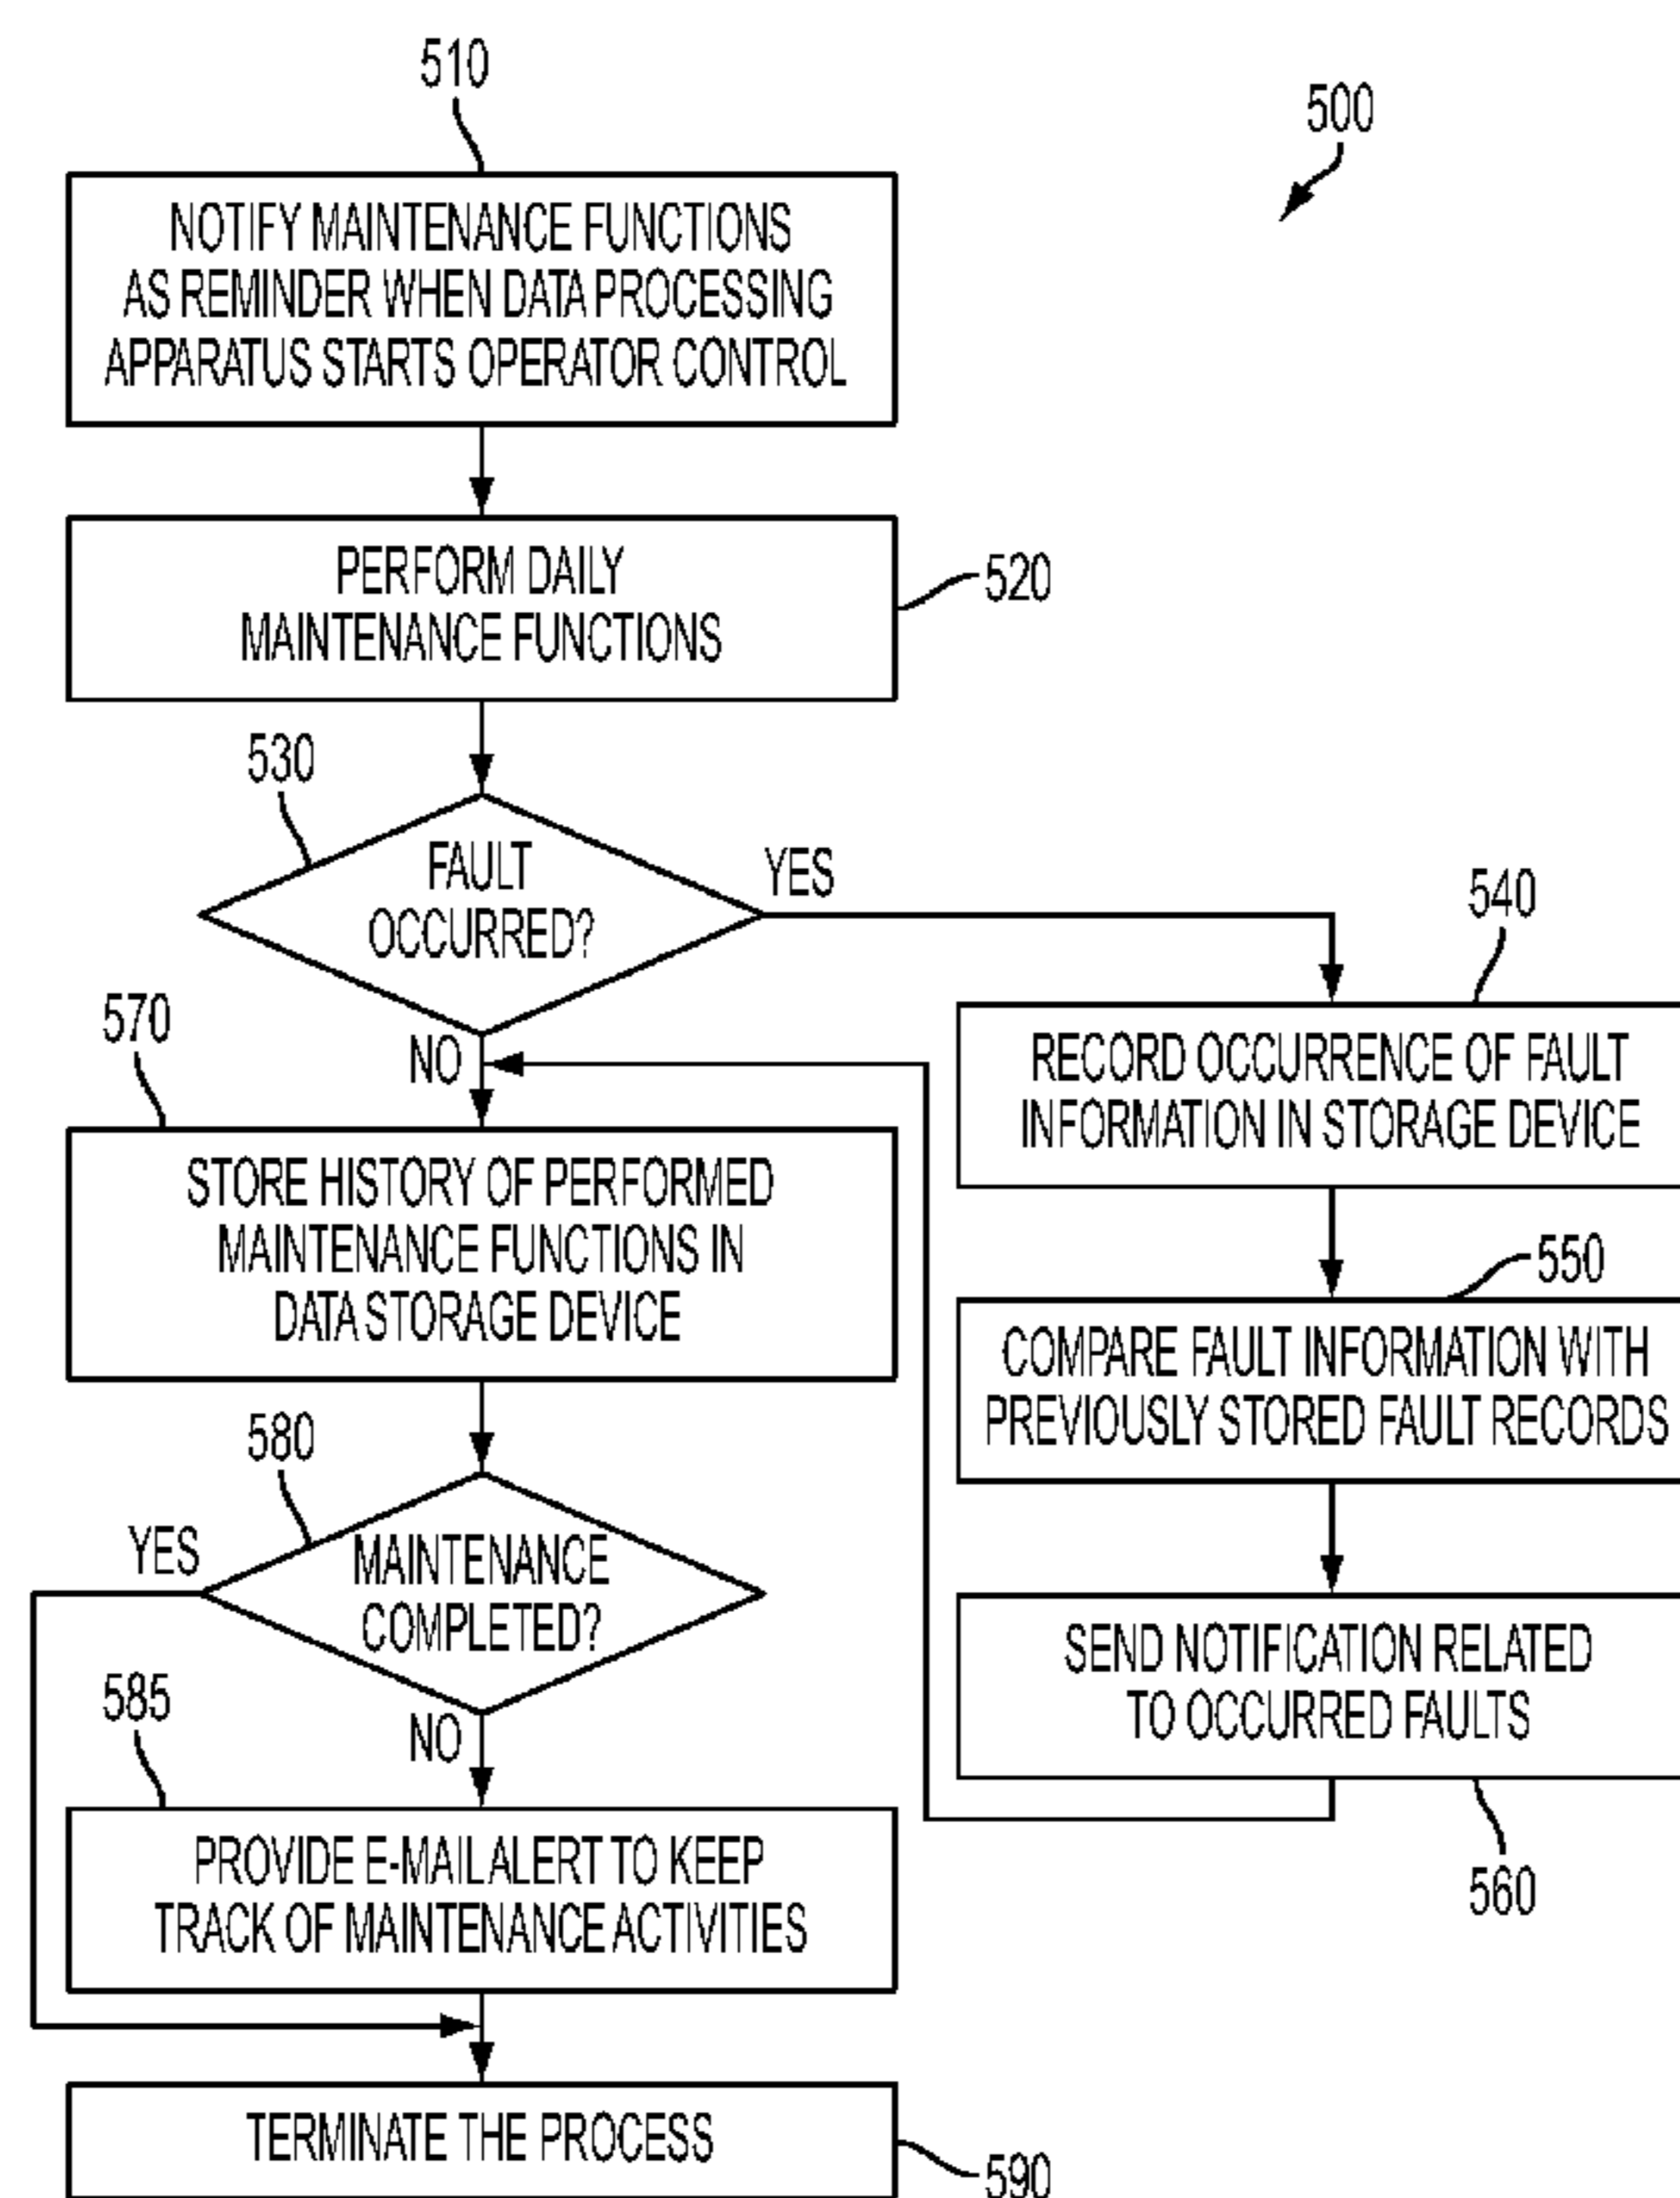 510
500
NOTIFY MAINTENANCE FUNCTIONS
AS REMINDER WHEN DATA PROCESSING
APPARATUS STARTS OPERATOR CONTROL
PERFORM DAILY
MAINTENANCE FUNCTIONS
520
530
FAULT
OCCURRED?
YES
NO
540
RECORD OCCURRENCE OF FAULT
INFORMATION IN STORAGE DEVICE
550
COMPARE FAULT INFORMATION WITH
PREVIOUSLY STORED FAULT RECORDS
SEND NOTIFICATION RELATED
TO OCCURRED FAULTS
560
570
STORE HISTORY OF PERFORMED
MAINTENANCE FUNCTIONS IN
DATA STORAGE DEVICE
580
YES
MAINTENANCE
COMPLETED?
NO
585
PROVIDE E-MAIL ALERT TO KEEP
TRACK OF MAINTENANCE ACTIVITIES
TERMINATE THE PROCESS
590